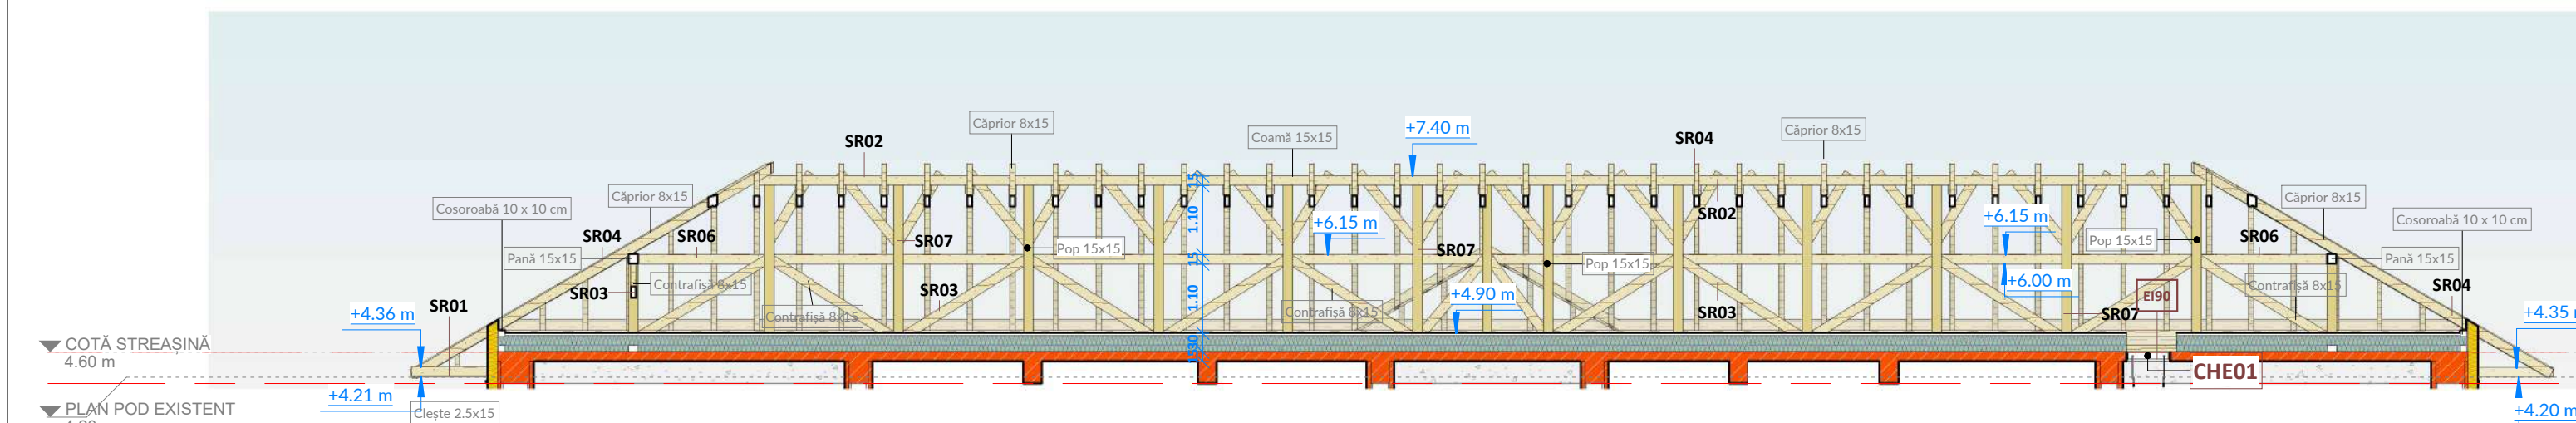 Căprior 8x15
+7.40 m
Căprior 8x15
SR02
Coamă 15x15
SR04
15
Căprior 8x15
Căprior 8x15
Cosoroabă 10 x 10 cm
SR02
Cosoroabă 10 x 10 cm
1.10
+6.15 m
+6.15 m
SR04
SR06
SR07
Pop 15x15
SR07
Pop 15x15
SR06
Pană 15x15
15
Pop 15x15
Pană 15x15
SR03
Contrafișă 8x15
SR03
+4.90 m
+6.00 m
Contrafișă 8x15
SR04
1.10
EI90
SR01
+4.36 m
Contrafișă 8x15
Contrafișă 8x15
SR03
SR07
+4.35 m
COTĂ STREAȘINĂ
4.60 m
30
CHE01
+4.21 m
PLAN POD EXISTENT
Clește 2.5x15
+4.20 m